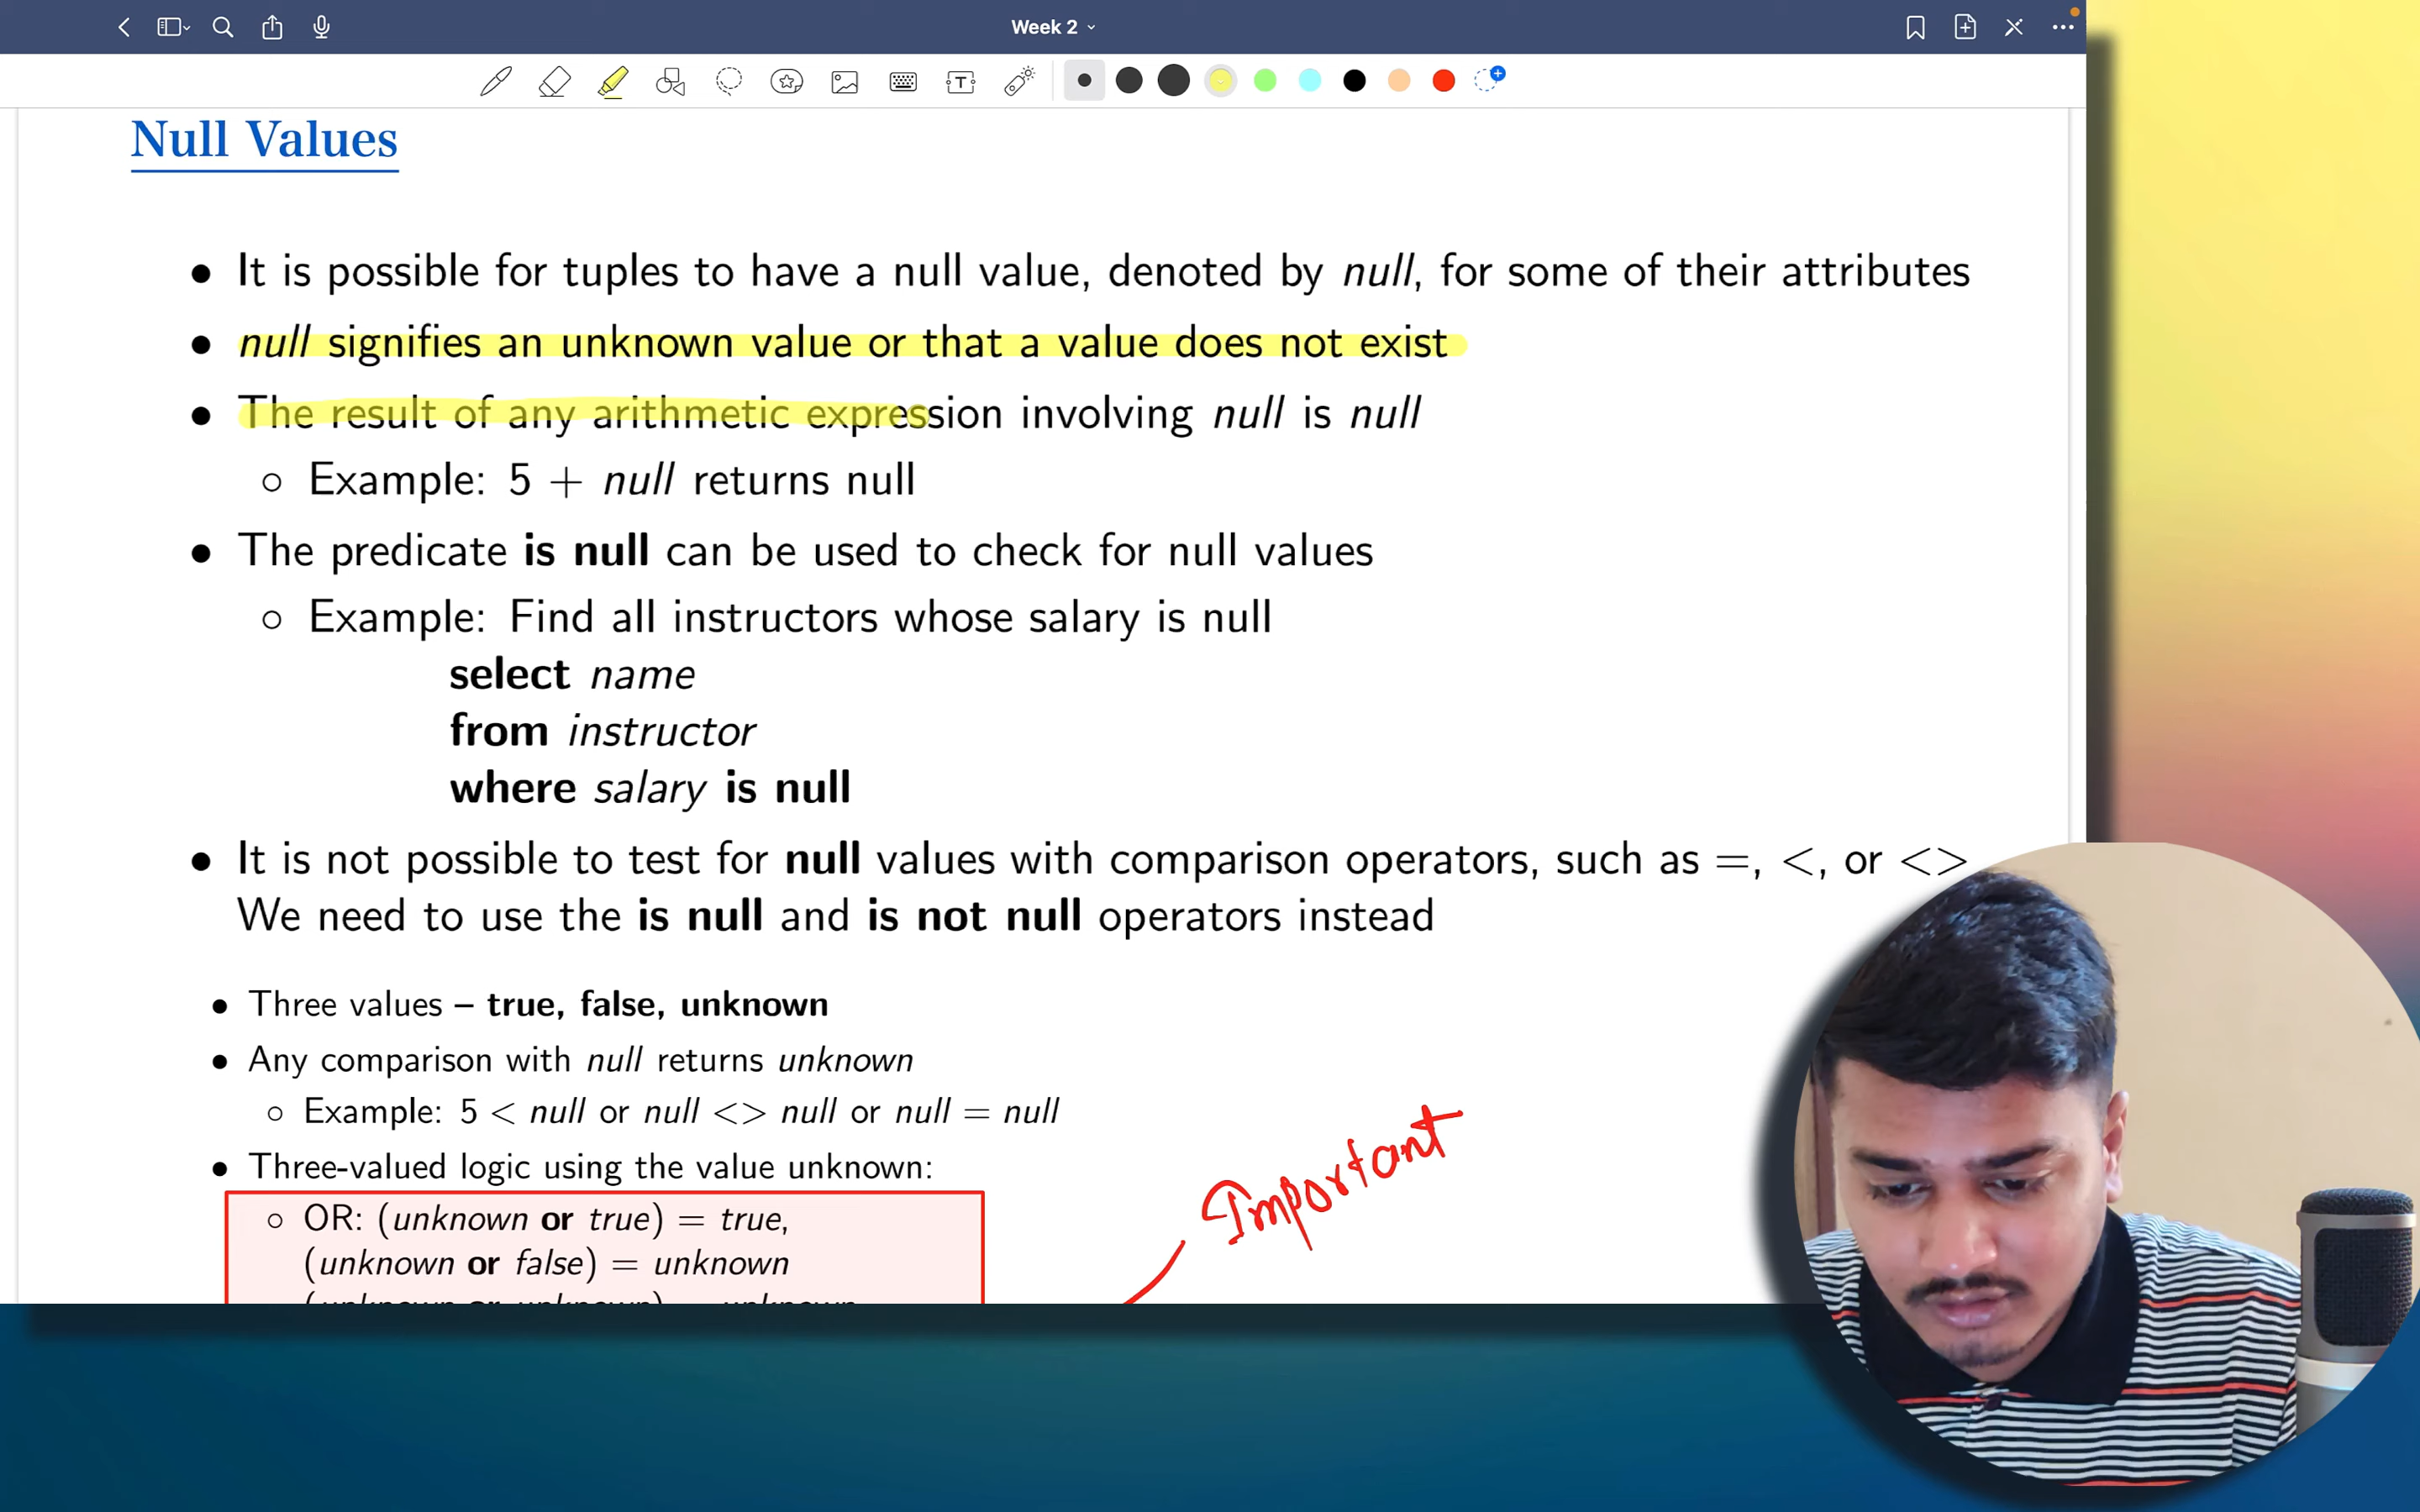 Week 2
Null Values
● It is possible for tuples to have a null value, denoted by null, for some of their attributes
● null signifies an unknown value or that a value does not exist
● The result of any arithmetic expression involving null is null
○ Example: 5 + null returns null
● The predicate is null can be used to check for null values
○ Example: Find all instructors whose salary is null
select name
from instructor
where salary is null
● It is not possible to test for null values with comparison operators, such as =, <, or <>
We need to use the is null and is not null operators instead
● Three values – true, false, unknown
● Any comparison with null returns unknown
○ Example: 5 < null or null <> null or null = null
● Three-valued logic using the value unknown:
○ OR: (unknown or true) = true,
(unknown or false) = unknown
(unknown or unknown) = unknown
Important